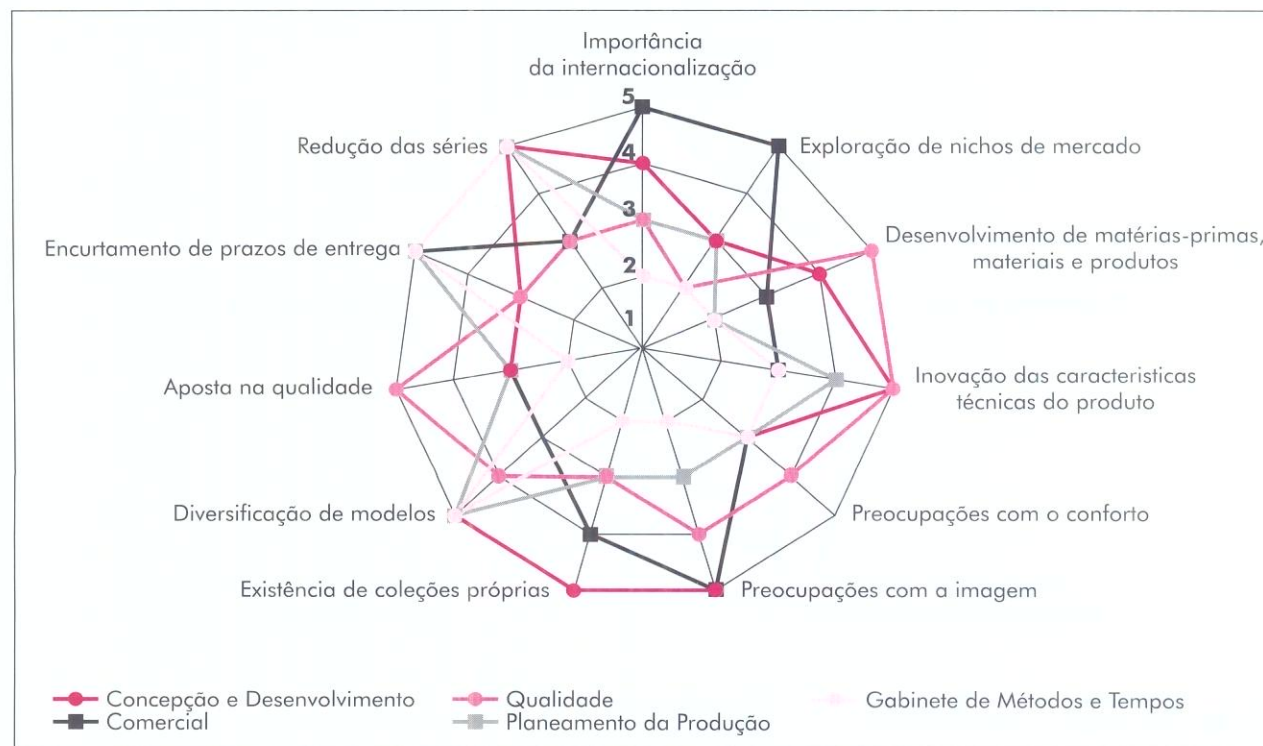 Importância
da internacionalização
5
4
3
2
1
Redução das séries
Exploração de nichos de mercado
Encurtamento de prazos de entrega
Desenvolvimento de matérias-primas,
materiais e produtos
Aposta na qualidade
Inovação das caracteristicas
técnicas do produto
Diversificação de modelos
Preocupações com o conforto
Existência de coleções próprias
Preocupações com a imagem
Concepção e Desenvolvimento
Qualidade
Gabinete de Métodos e Tempos
Comercial
Planeamento da Produção